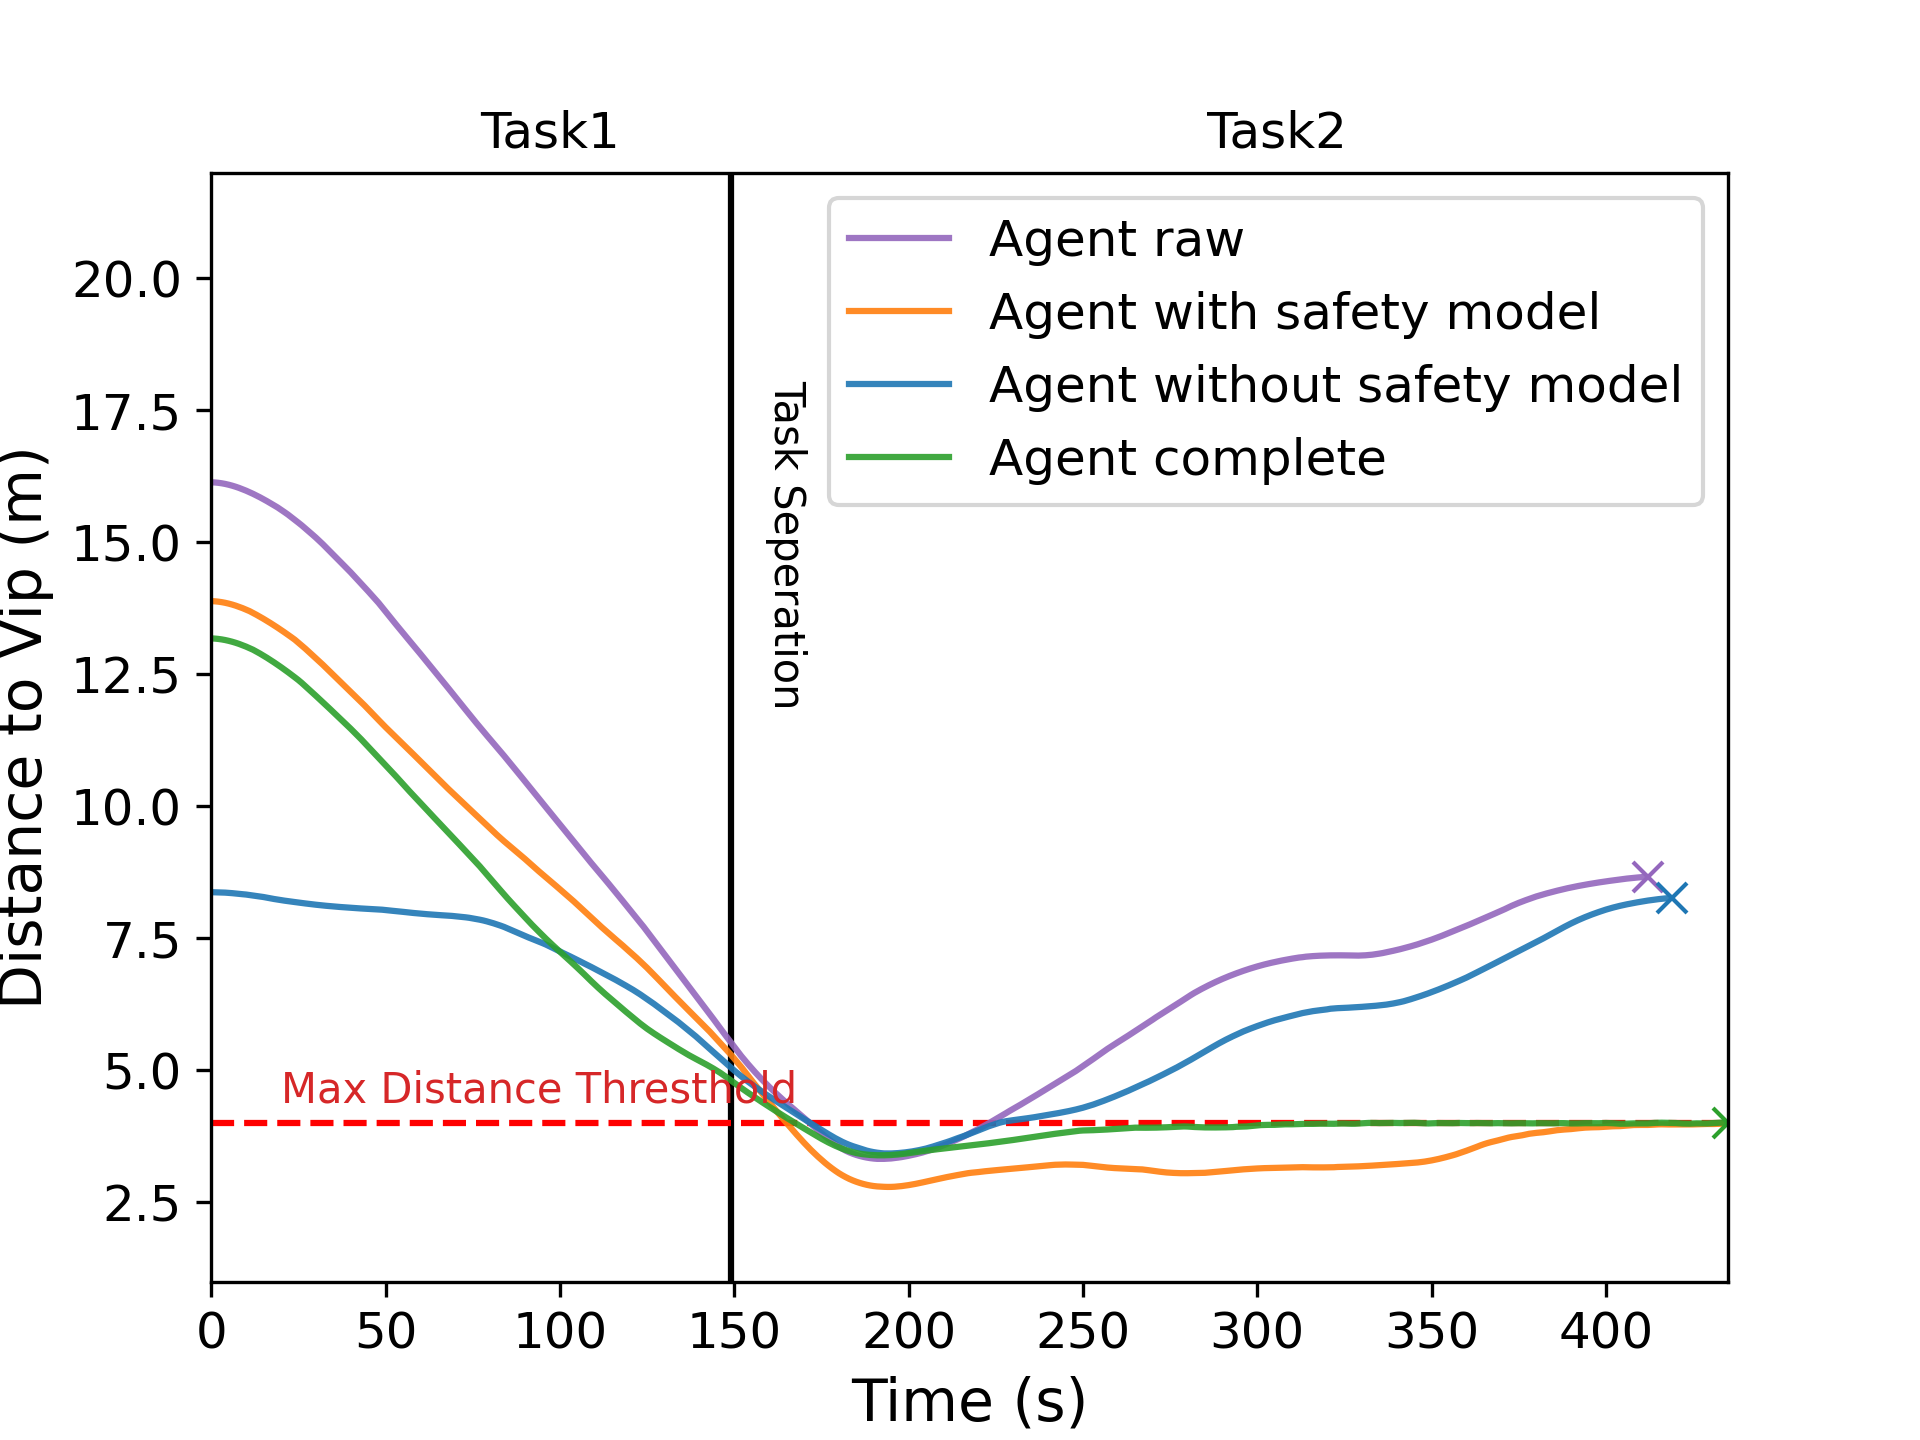 Task1
Task2
Agent raw
Agent with safety model
Agent without safety model
Agent complete
Task Seperation
Max Distance Thresthold
Distance to Vip (m)
20.0
17.5
15.0
12.5
10.0
7.5
5.0
2.5
0 50 100 150 200 250 300 350 400
Time (s)